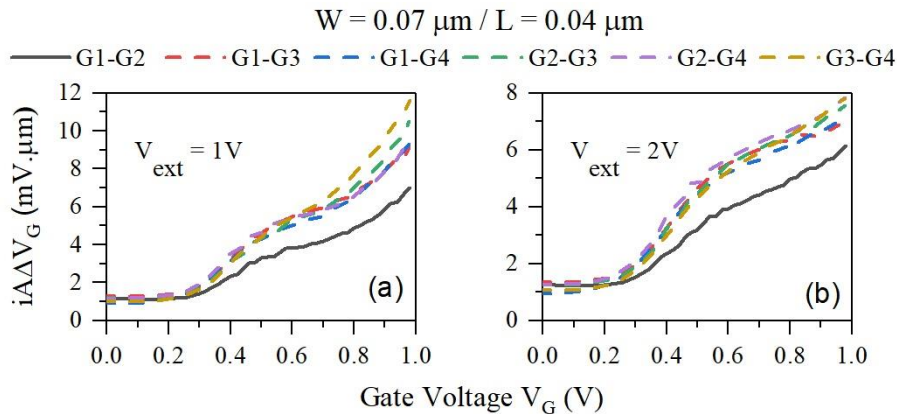 W = 0.07 μm / L = 0.04 μm
G1-G2 G1-G3 G1-G4 G2-G3 G2-G4 G3-G4
iAΔV_G (mV.μm)
12
10
8
6
4
2
0
V_ext = 1V
(a)
0.0 0.2 0.4 0.6 0.8 1.0
8
6
4
2
0
V_ext = 2V
(b)
0.0 0.2 0.4 0.6 0.8 1.0
Gate Voltage V_G (V)